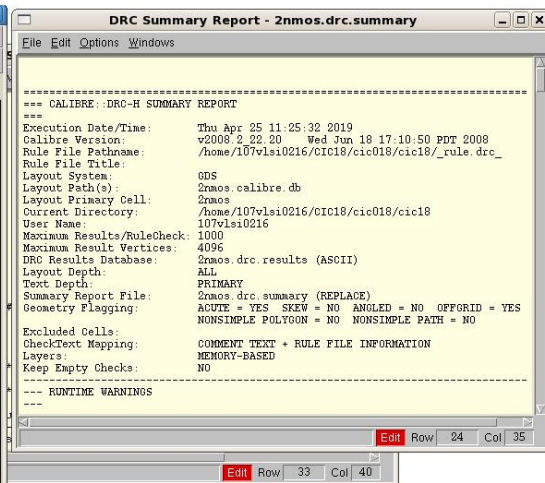 DRC Summary Report - 2nmos.drc.summary
File Edit Options Windows
================================================================================
=== CALIBRE::DRC-H SUMMARY REPORT
===
Execution Date/Time: Thu Apr 25 11:25:32 2019
Calibre Version: v2008.2_22.20 Wed Jun 18 17:10:50 PDT 2008
Rule File Pathname: /home/107vlsi0216/CIC18/cic018/cic18/_rule.drc_
Rule File Title:
Layout System: GDS
Layout Path(s): 2nmos.calibre.db
Layout Primary Cell: 2nmos
Current Directory: /home/107vlsi0216/CIC18/cic018/cic18
User Name: 107vlsi0216
Maximum Results/RuleCheck: 1000
Maximum Result Vertices: 4096
DRC Results Database: 2nmos.drc.results (ASCII)
Layout Depth: ALL
Text Depth: PRIMARY
Summary Report File: 2nmos.drc.summary (REPLACE)
Geometry Flagging: ACUTE = YES SKEW = NO ANGLED = NO OFFGRID = YES
NONSIMPLE POLYGON = NO NONSIMPLE PATH = NO
Excluded Cells:
CheckText Mapping: COMMENT TEXT + RULE FILE INFORMATION
Layers: MEMORY-BASED
Keep Empty Checks: NO
--------------------------------------------------------------------------------
--- RUNTIME WARNINGS
---
Edit Row 24 Col 35
Edit Row 33 Col 40